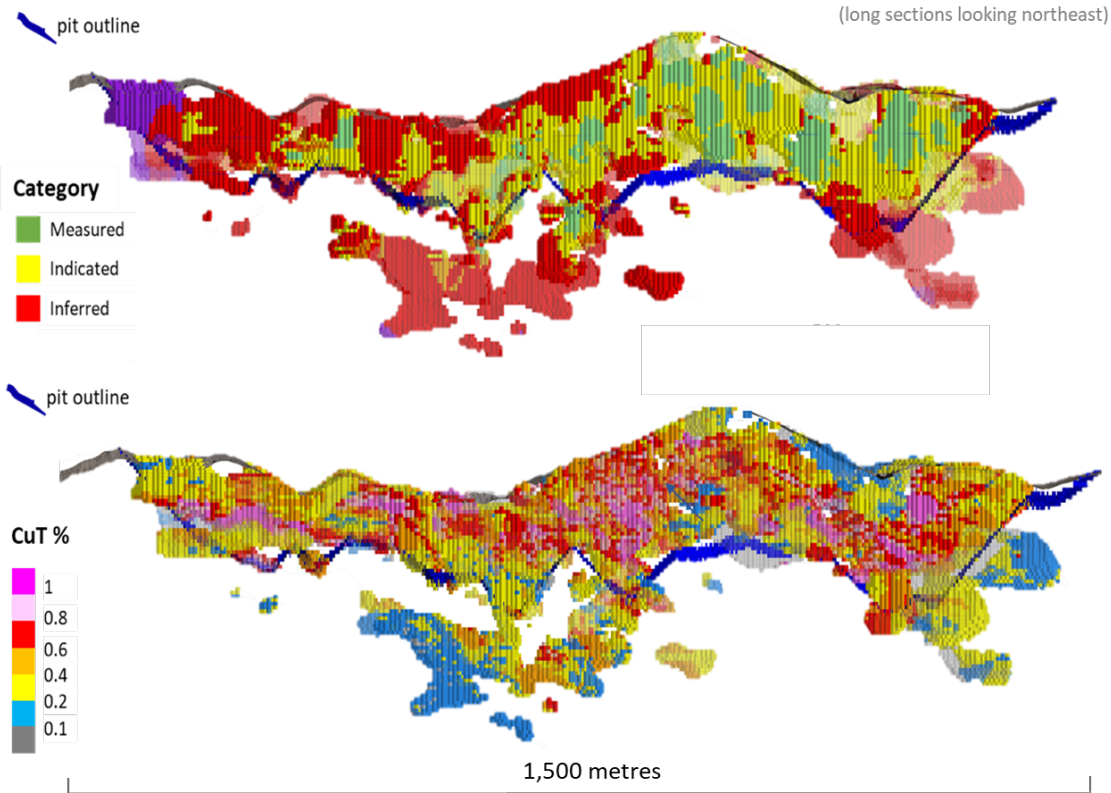 (long sections looking northeast)
pit outline
Category
Measured
Indicated
Inferred
pit outline
CuT %
1
0.8
0.6
0.4
0.2
0.1
1,500 metres